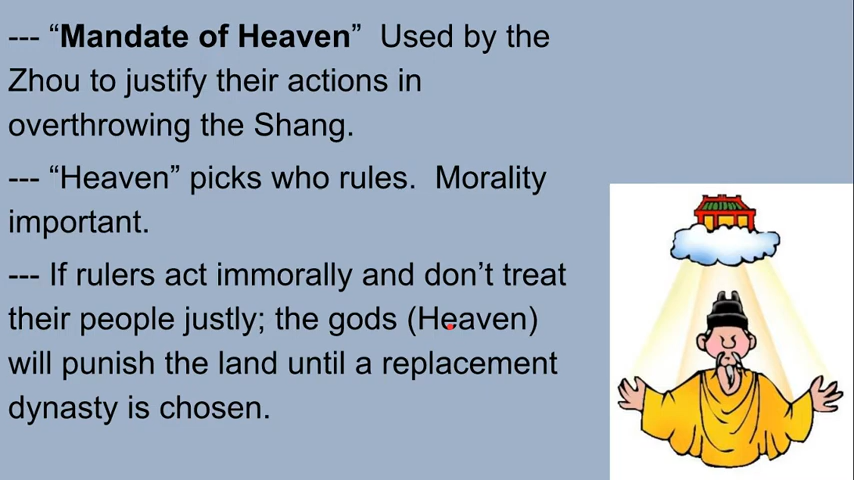 --- “Mandate of Heaven”  Used by the
Zhou to justify their actions in
overthrowing the Shang.
--- “Heaven” picks who rules.  Morality
important.
--- If rulers act immorally and don’t treat
their people justly; the gods (Heaven)
will punish the land until a replacement
dynasty is chosen.